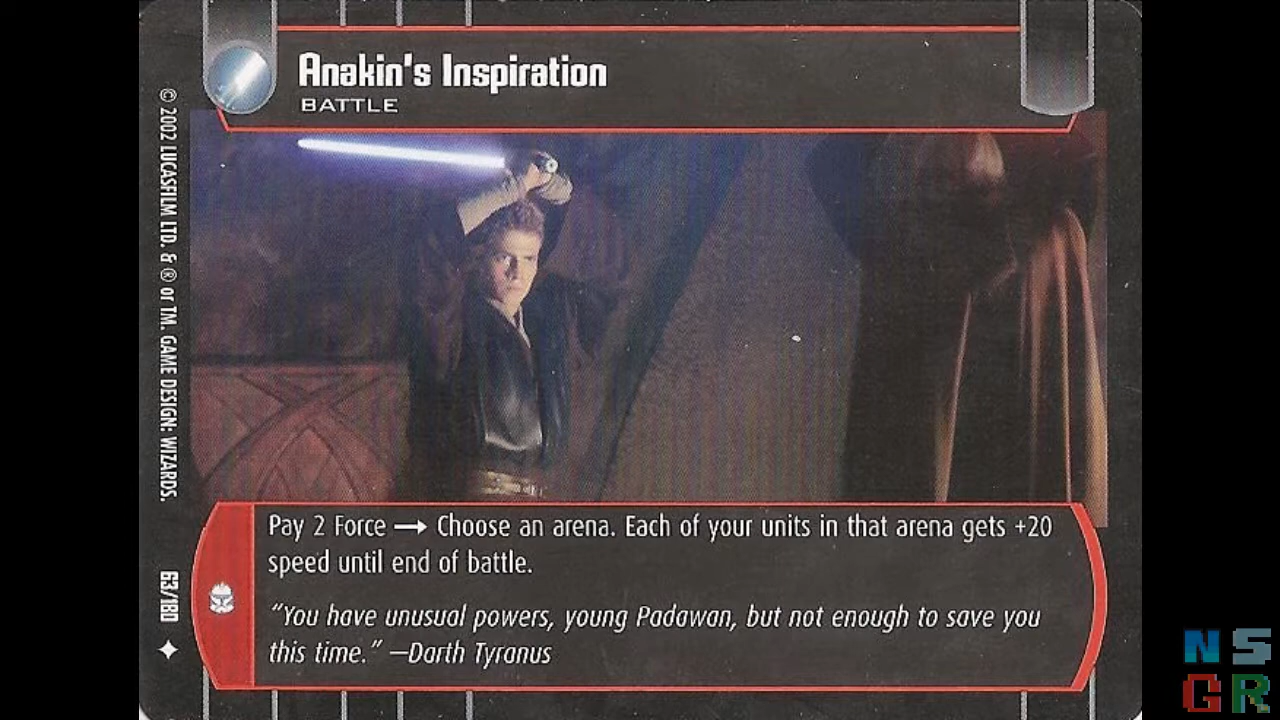 Anakin's Inspiration
BATTLE
© 2002 LUCASFILM LTD. & ® or TM. GAME DESIGN: WIZARDS.
63/180
Pay 2 Force → Choose an arena. Each of your units in that arena gets +20
speed until end of battle.
“You have unusual powers, young Padawan, but not enough to save you
this time.” —Darth Tyranus
NS
GR